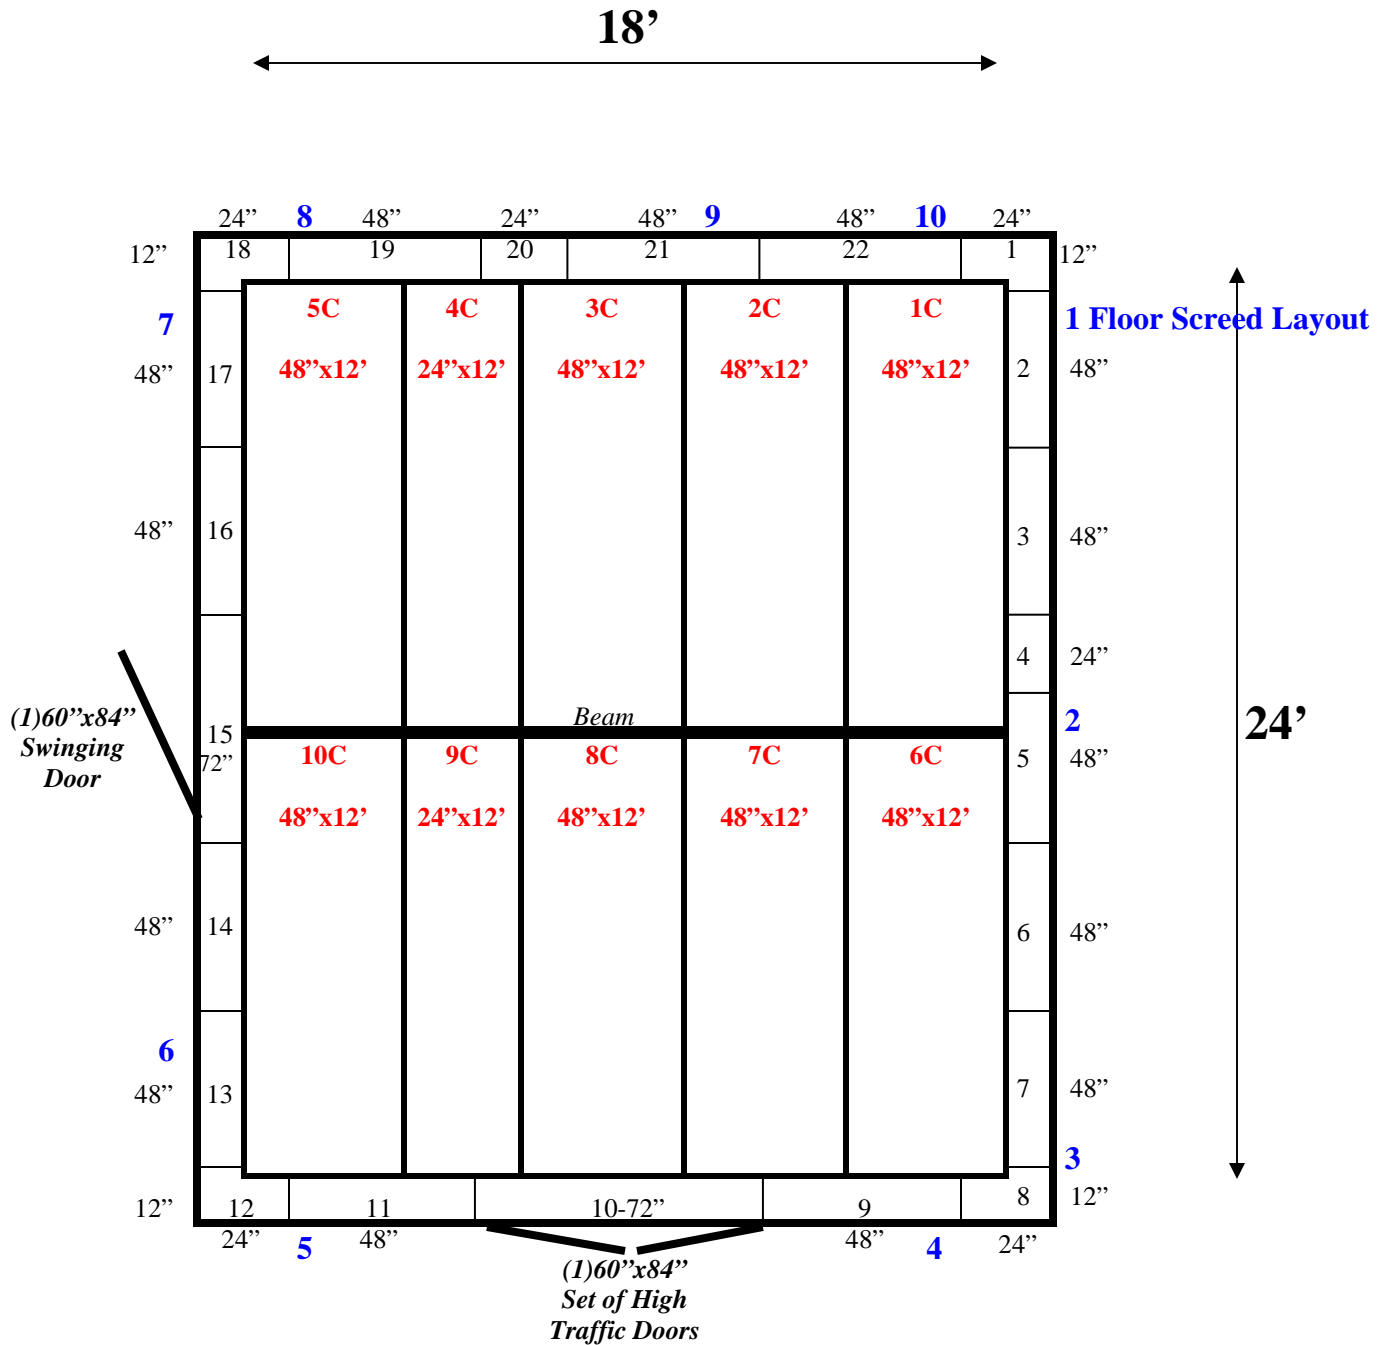 18’
24” 8 48” 24” 48” 9 48” 10 24”
12” 18 19 20 21 22 1 12”
5C 4C 3C 2C 1C
7 1 Floor Screed Layout
48” 17 48”x12’ 24”x12’ 48”x12’ 48”x12’ 48”x12’ 2 48”
48” 16 3 48”
4 24”
(1)60”x84”
Swinging
Door
15
72”
Beam
2
24’
10C 9C 8C 7C 6C 5 48”
48”x12’ 24”x12’ 48”x12’ 48”x12’ 48”x12’
48” 14 6 48”
6
48” 13 7 48”
3
12” 12 11 10-72” 9 8 12”
24” 5 48” 48” 4 24”
(1)60”x84”
Set of High
Traffic Doors